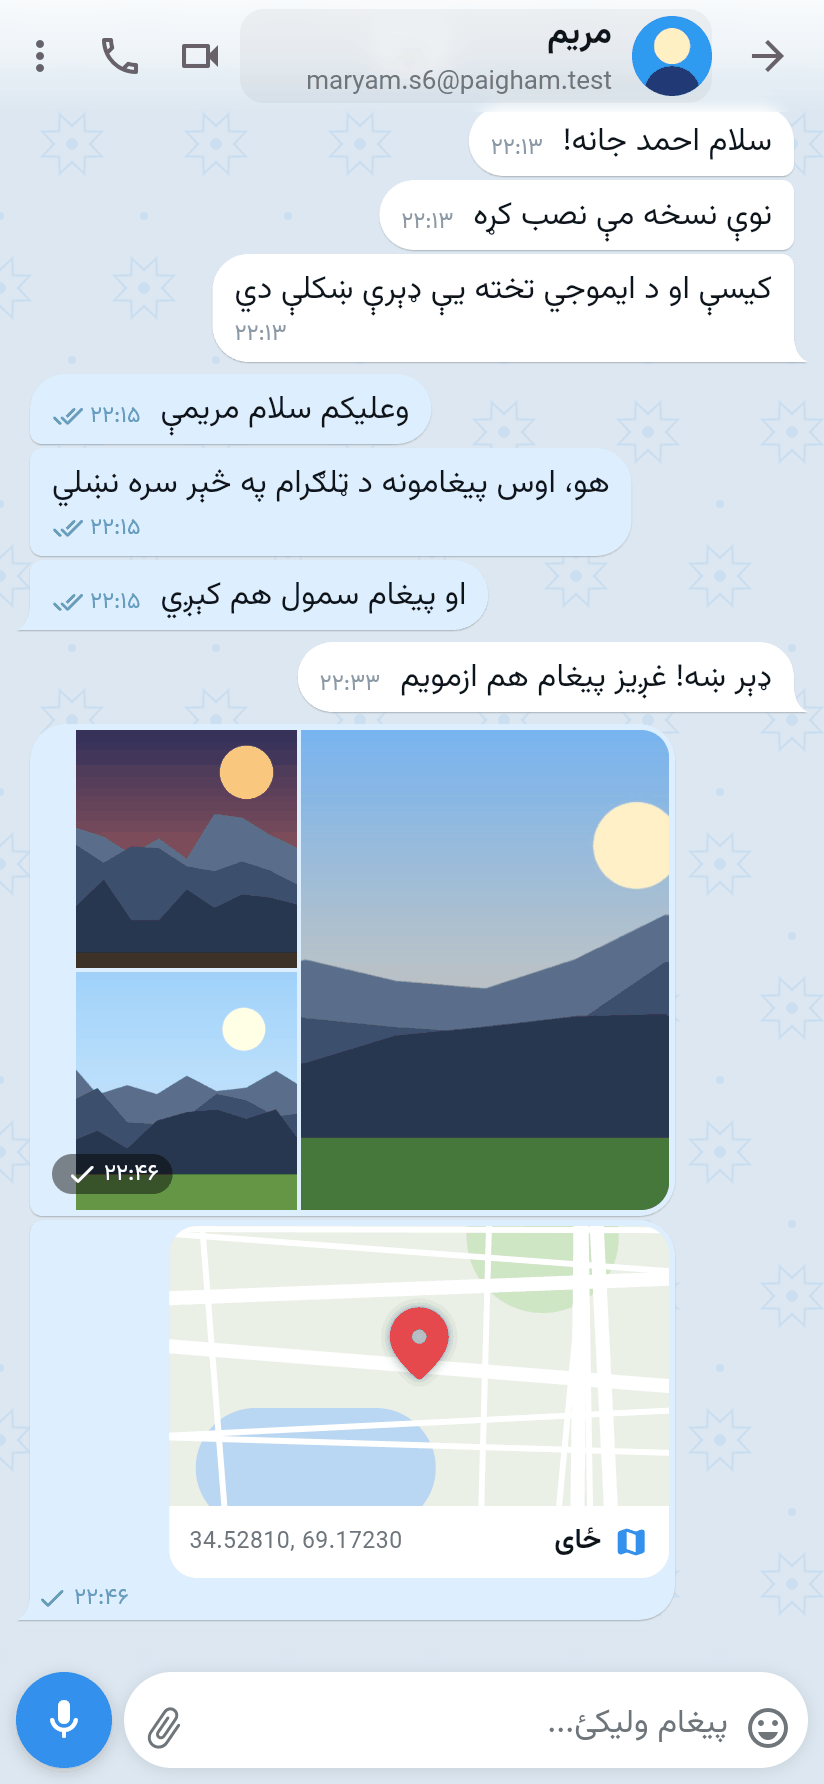 مریم
maryam.s6@paigham.test
سلام احمد جانه!
۲۲:۱۳
نوې نسخه مې نصب کړه
۲۲:۱۳
کیسې او د ایموجي تخته یې ډېرې ښکلې دي
۲۲:۱۳
وعلیکم سلام مریمې
۲۲:۱۵
هو، اوس پیغامونه د ټلګرام په څېر سره نښلي
۲۲:۱۵
او پیغام سمول هم کېږي
۲۲:۱۵
ډېر ښه! غږیز پیغام هم ازمویم
۲۲:۳۳
۲۲:۴۶
ځای
34.52810, 69.17230
۲۲:۴۶
پیغام ولیکئ...